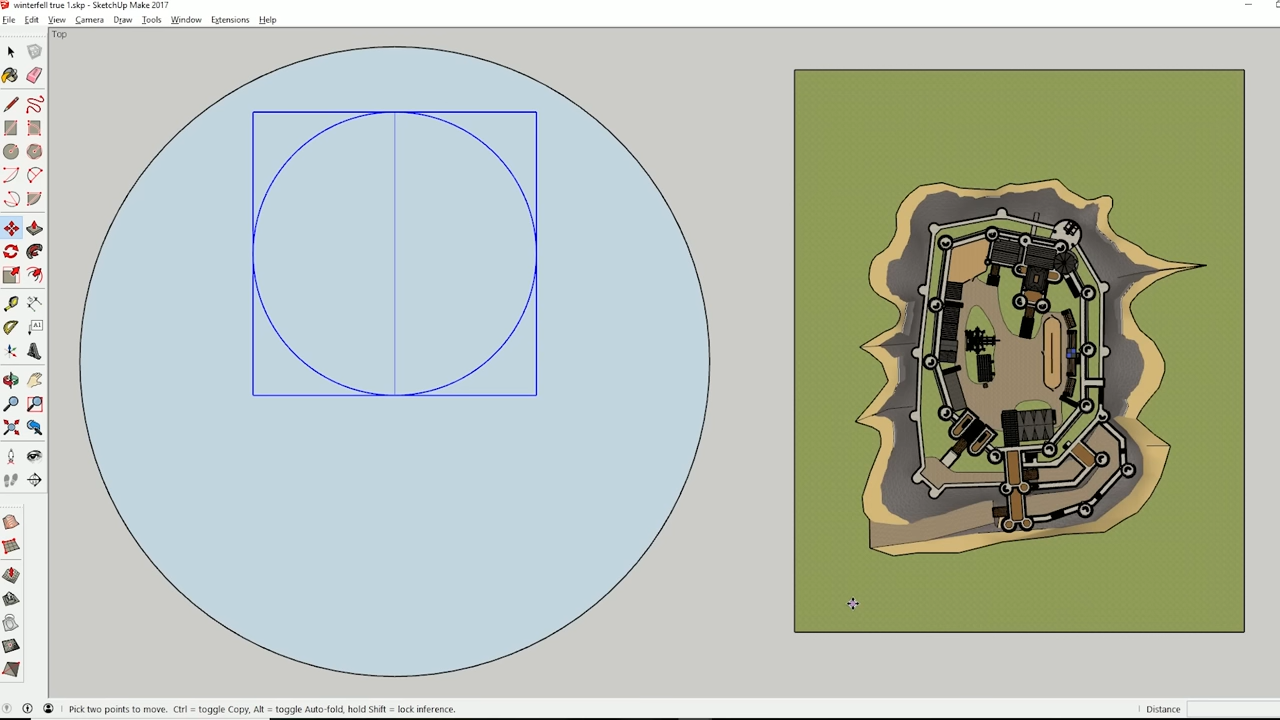 winterfell true 1.skp - SketchUp Make 2017
File Edit View Camera Draw Tools Window Extensions Help
Top
A1
Pick two points to move. Ctrl = toggle Copy, Alt = toggle Auto-fold, hold Shift = lock inference.
Distance